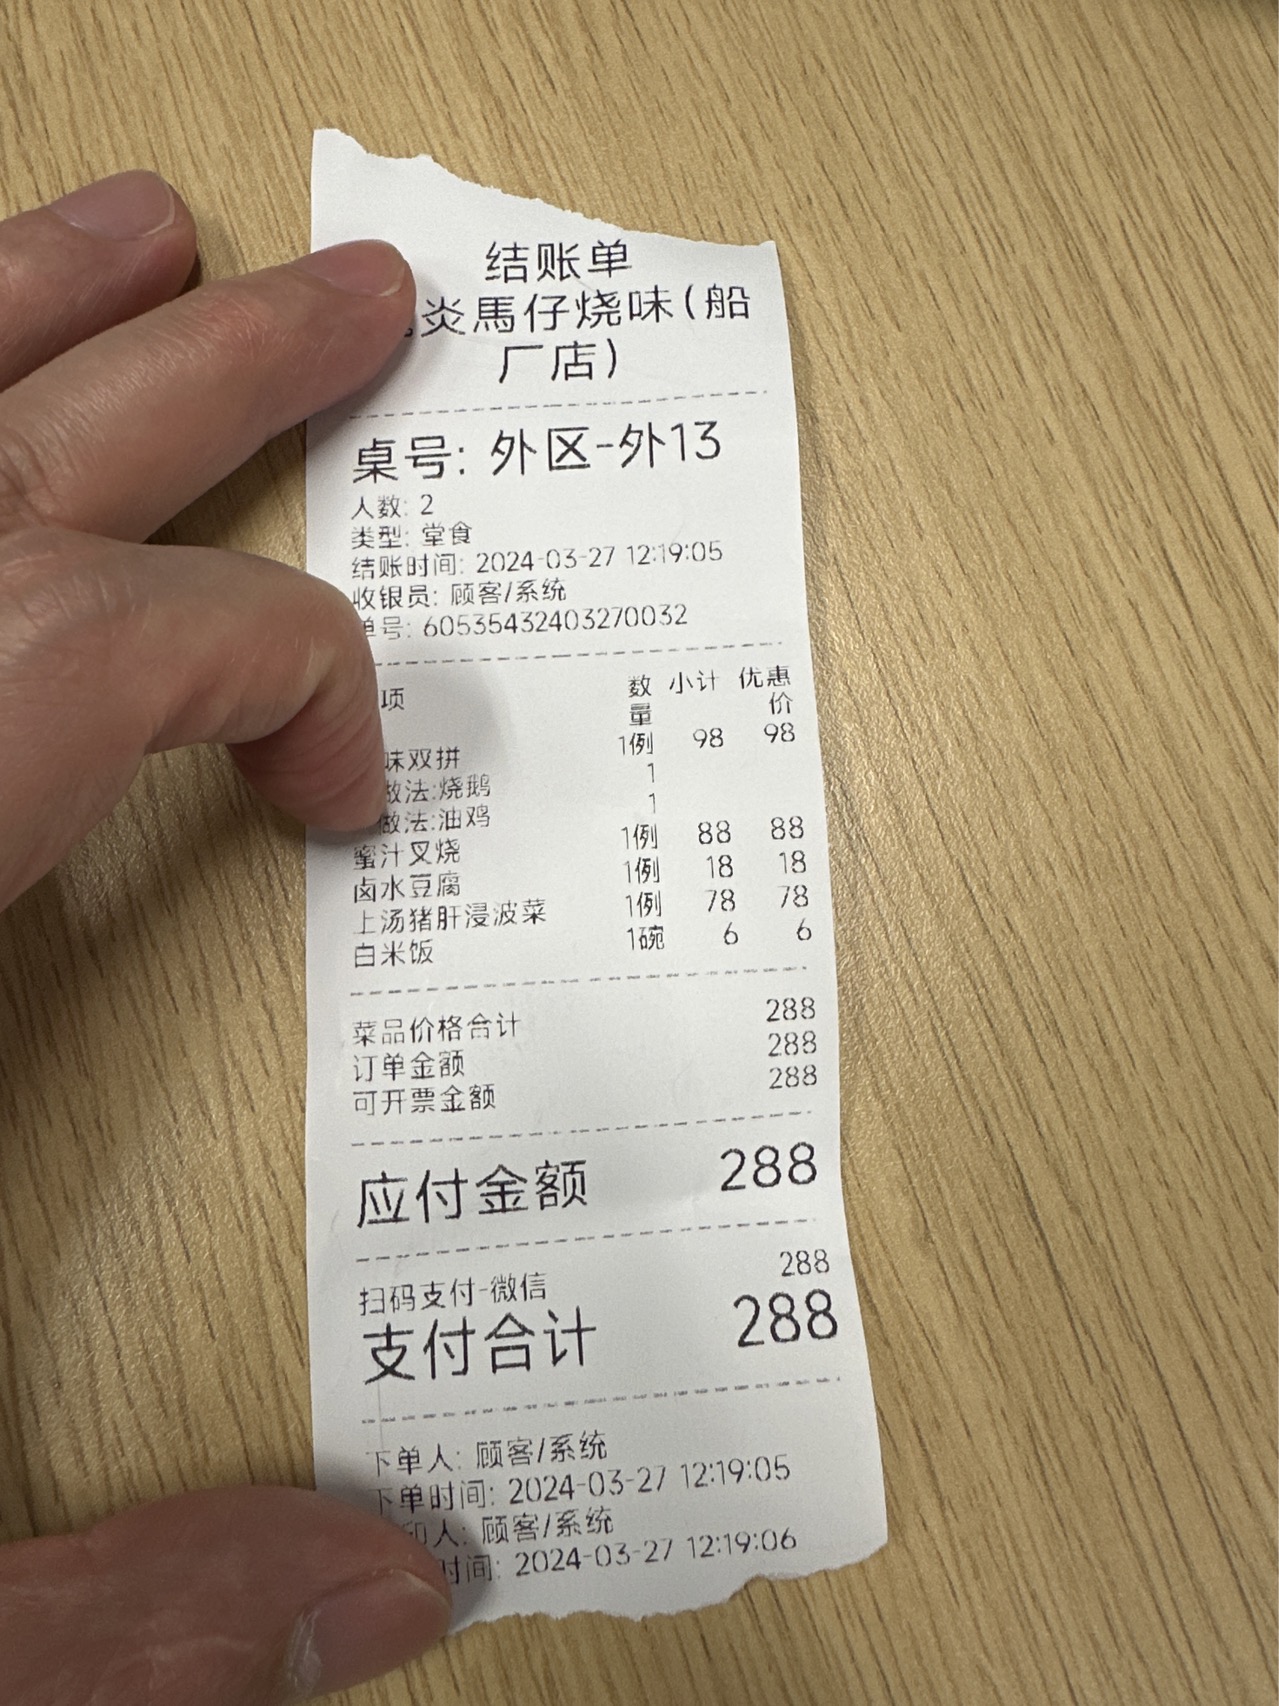 结账单
炎馬仔烧味(船
厂店)
桌号: 外区-外13
人数: 2
类型: 堂食
结账时间: 2024-03-27 12:19:05
收银员: 顾客/系统
单号: 60535432403270032
项 数量 小计 优惠价
味双拼 1例 98 98
做法:烧鹅 1
做法:油鸡 1
蜜汁叉烧 1例 88 88
卤水豆腐 1例 18 18
上汤猪肝浸波菜 1例 78 78
白米饭 1碗 6 6
菜品价格合计 288
订单金额 288
可开票金额 288
应付金额 288
扫码支付-微信 288
支付合计 288
下单人: 顾客/系统
下单时间: 2024-03-27 12:19:05
印人: 顾客/系统
时间: 2024-03-27 12:19:06